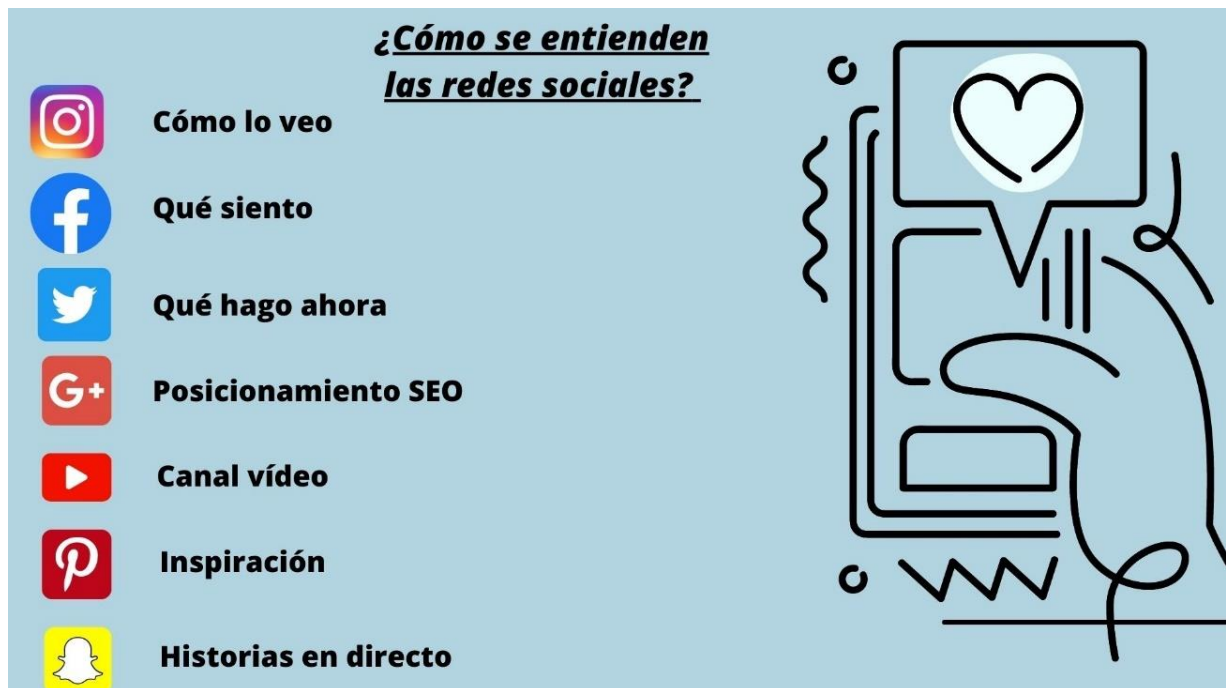 ¿Cómo se entienden
las redes sociales?
Cómo lo veo
Qué siento
Qué hago ahora
G+
Posicionamiento SEO
Canal vídeo
Inspiración
Historias en directo